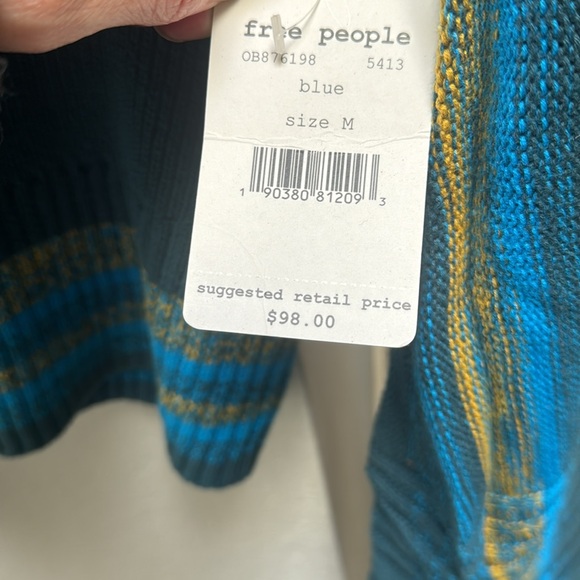 free people
OB876198 5413
blue
size M
1 90380 81209 3
suggested retail price
$98.00